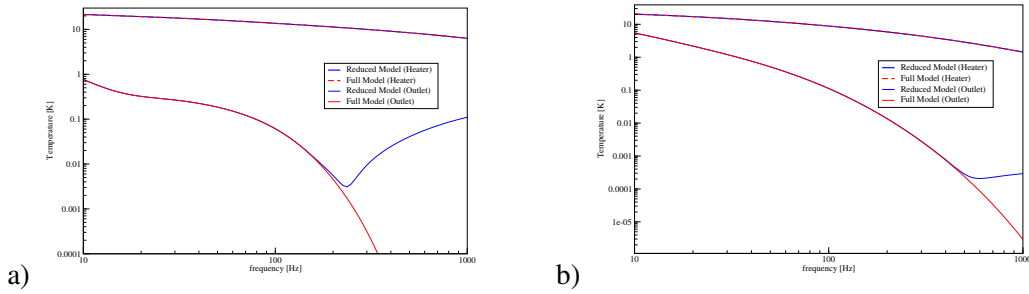 10
1
0.1
0.01
0.001
0.0001
Temperature [K]
Reduced Model (Heater)
Full Model (Heater)
Reduced Model (Outlet)
Full Model (Outlet)
10
100
1000
frequency [Hz]
a)
10
1
0.1
0.01
0.001
0.0001
1e-05
Temperature [K]
Reduced Model (Heater)
Full Model (Heater)
Reduced Model (Outlet)
Full Model (Outlet)
10
100
1000
frequency [Hz]
b)